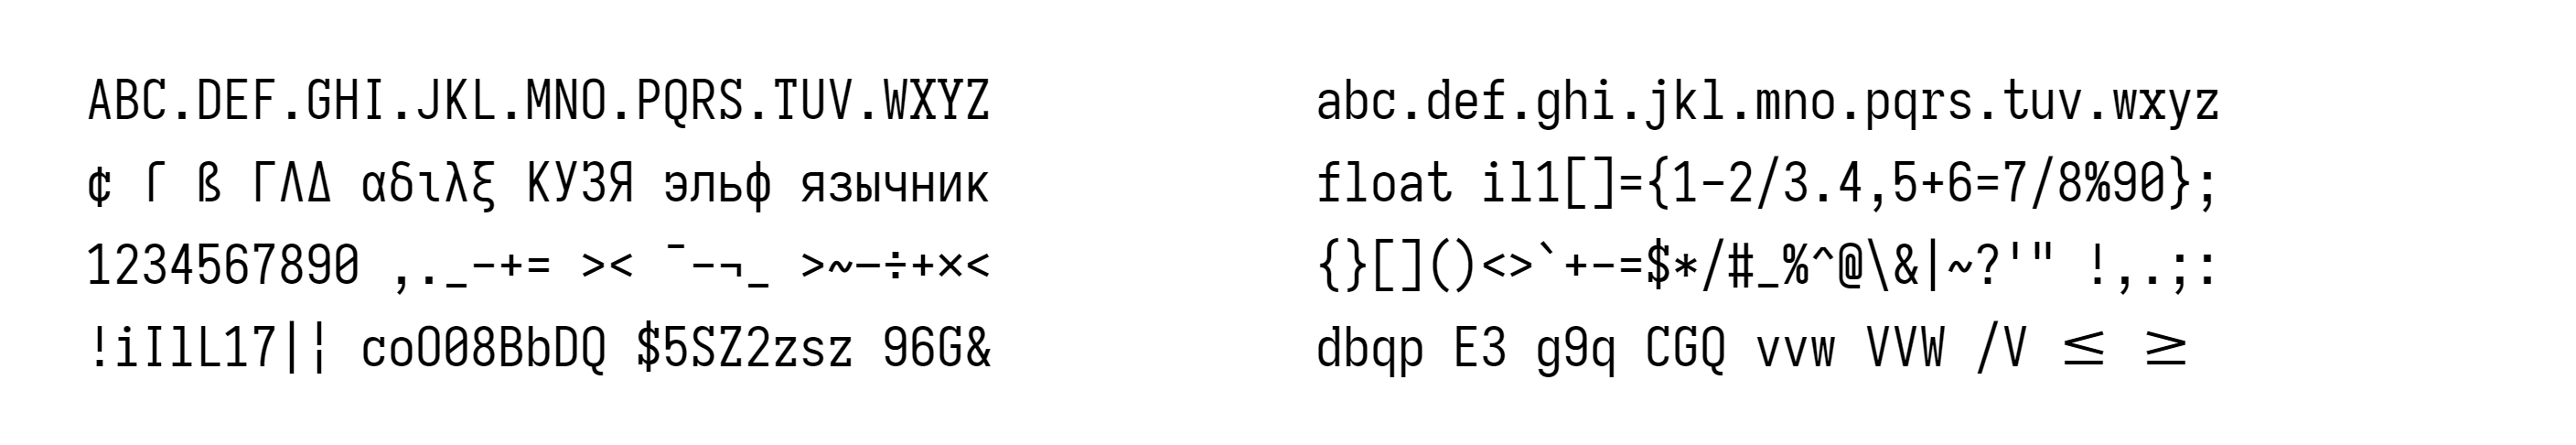 ABC.DEF.GHI.JKL.MNO.PQRS.TUV.WXYZ abc.def.ghi.jkl.mno.pqrs.tuv.wxyz
¢ ſ ß ΓΛΔ αδιλξ КУЗЯ эльф язычник float il1[]={1-2/3.4,5+6=7/8%90};
1234567890 ,._-+= >< ¯-¬_ >~–÷+×< {}[]()<>`+-=$*/#_%^@\&|~?'" !,.;:
!iIlL17|¦ coO08BbDQ $5SZ2zsz 96G& dbqp E3 g9q CGQ vvw VVW /V ≤ ≥